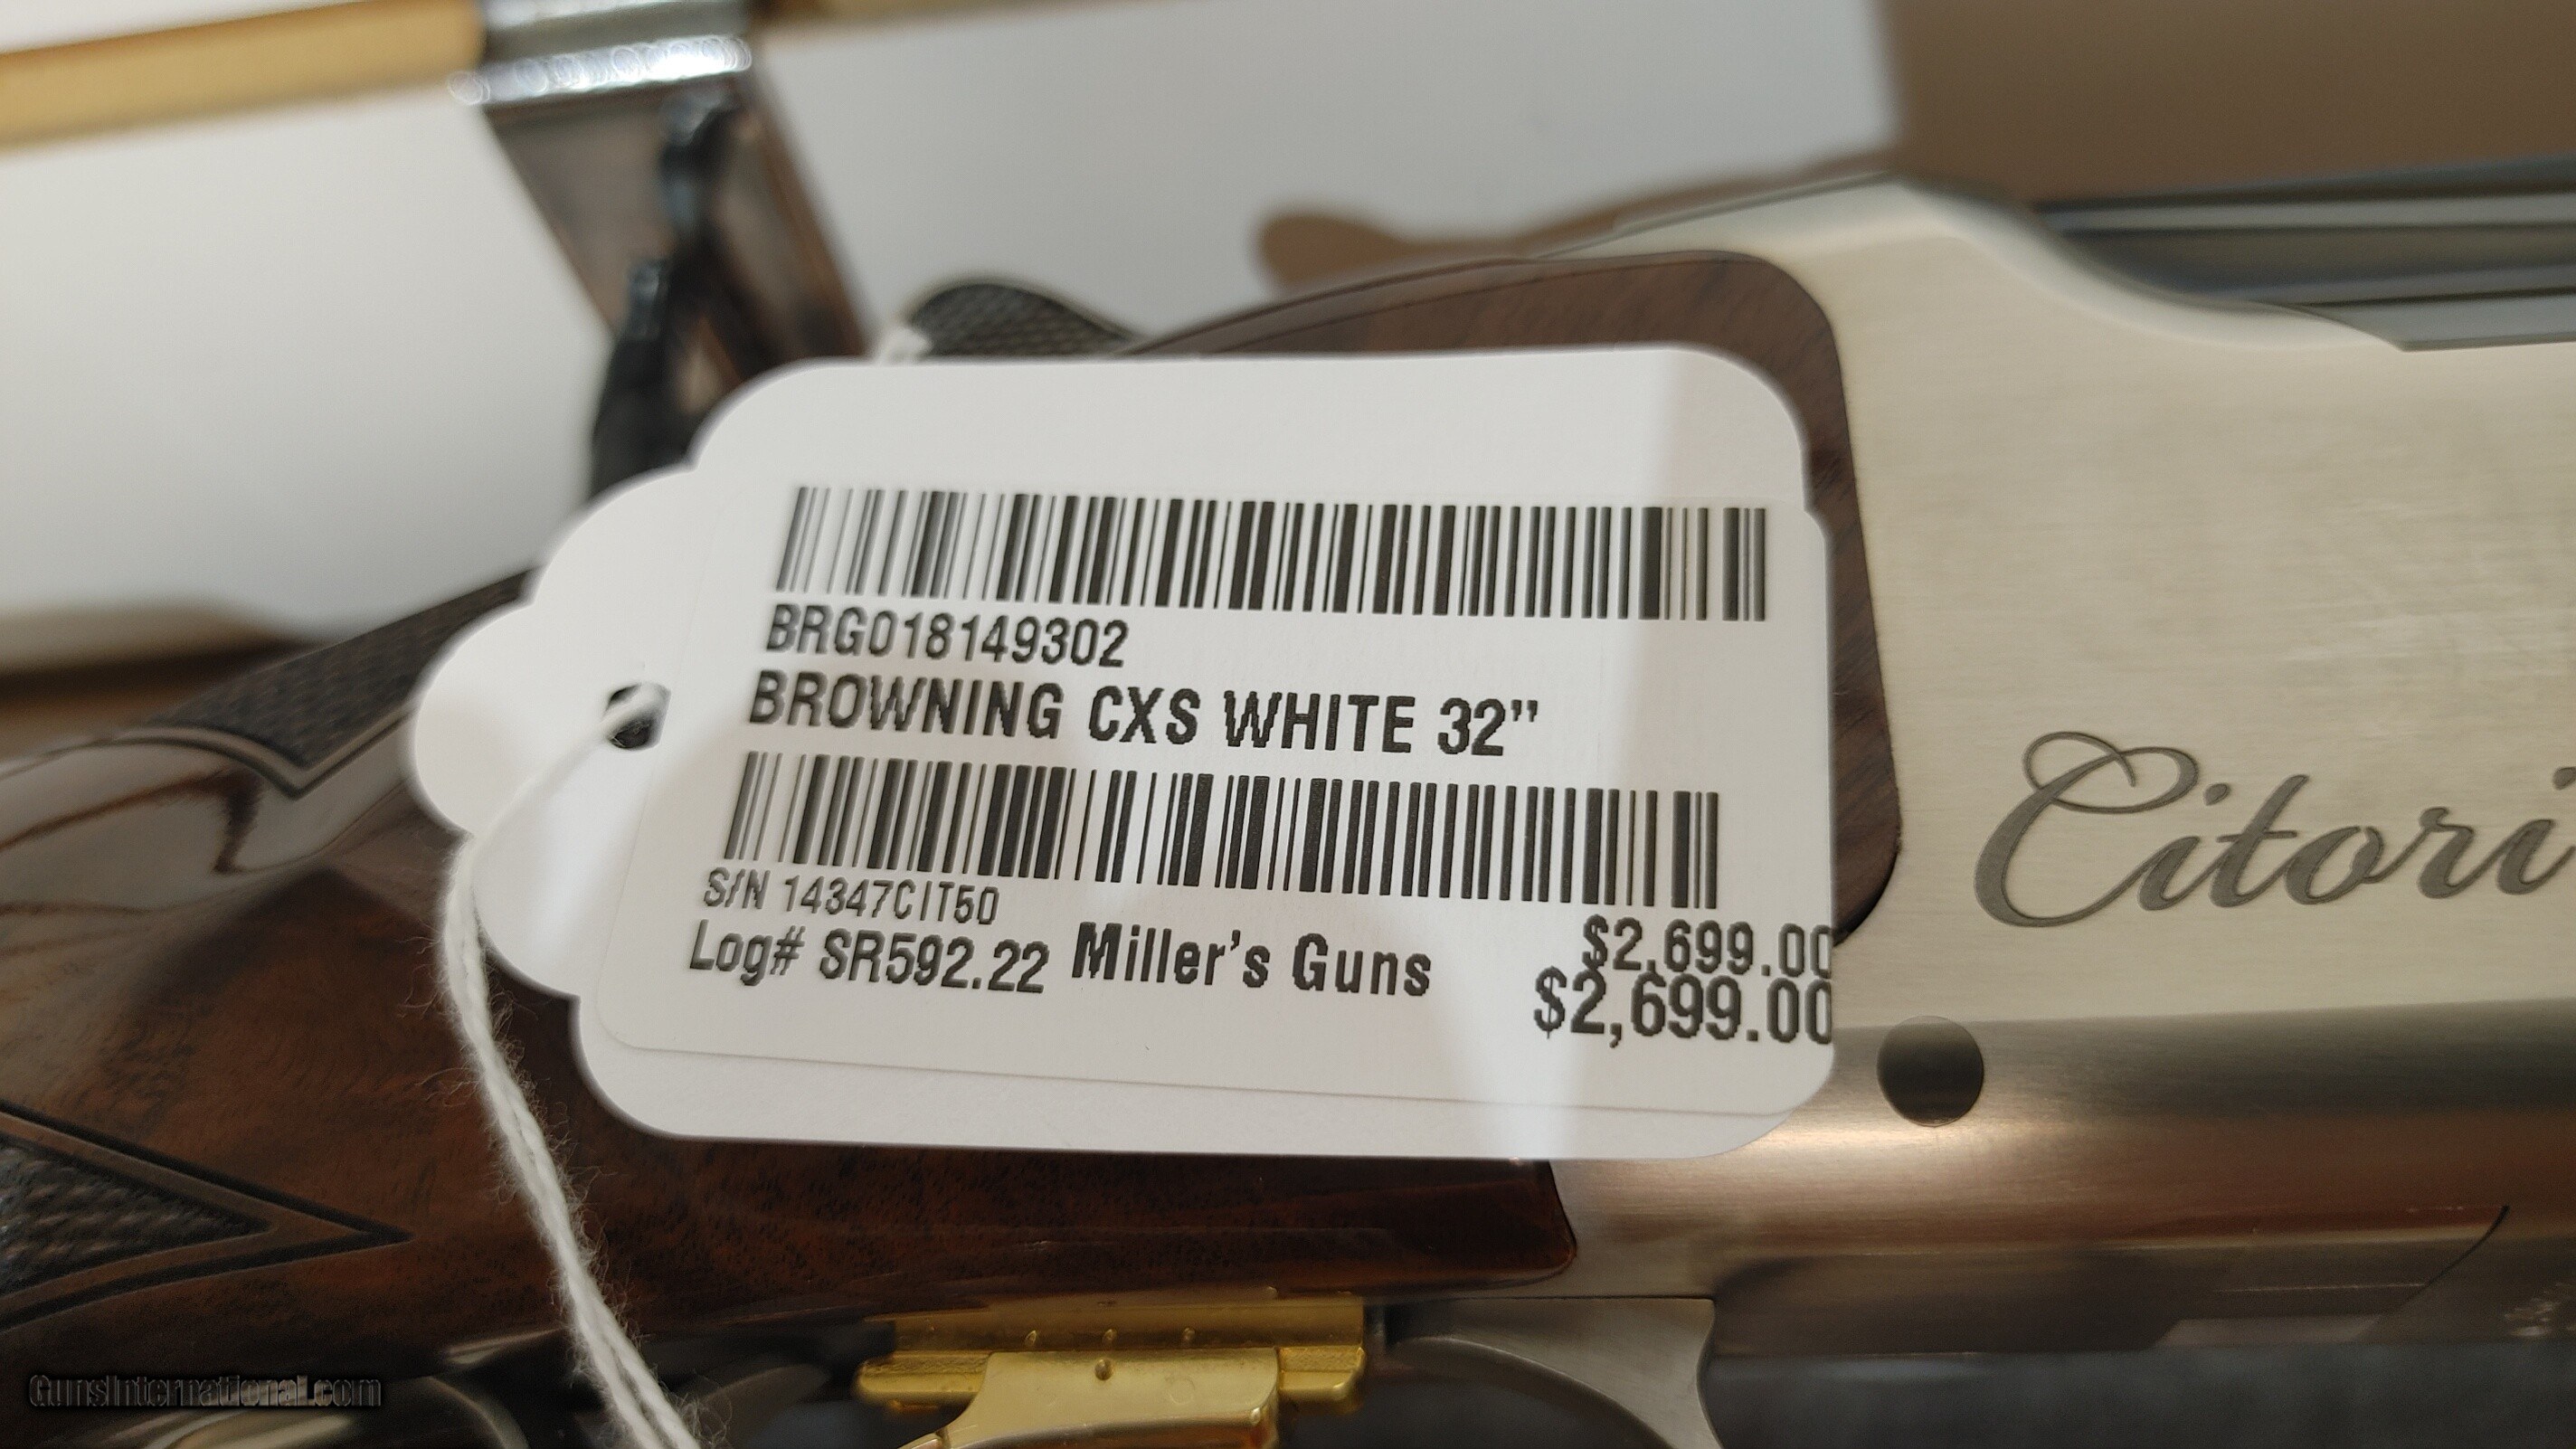 BRG018149302
BROWNING CXS WHITE 32”
S/N 14347CIT50
Log# SR592.22 Miller's Guns $2,699.00
$2,699.00
Citori
GunsInternational.com